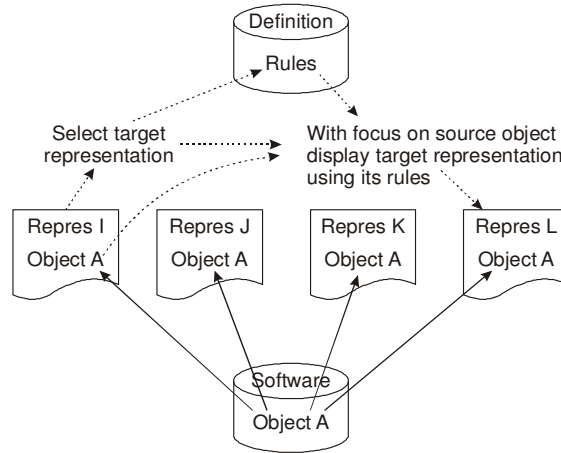 Definition
Rules
Select target
representation
With focus on source object
display target representation
using its rules
Repres I
Object A
Repres J
Object A
Repres K
Object A
Repres L
Object A
Software
Object A